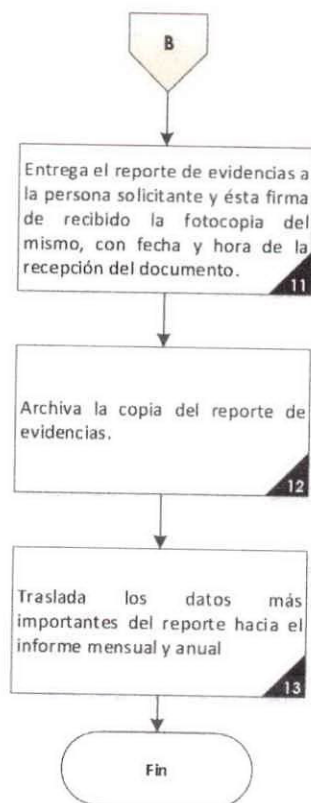 B
Entrega el reporte de evidencias a
la persona solicitante y ésta firma
de recibido la fotocopia del
mismo, con fecha y hora de la
recepción del documento.
11
Archiva la copia del reporte de
evidencias.
12
Traslada los datos más
importantes del reporte hacia el
informe mensual y anual
13
Fin